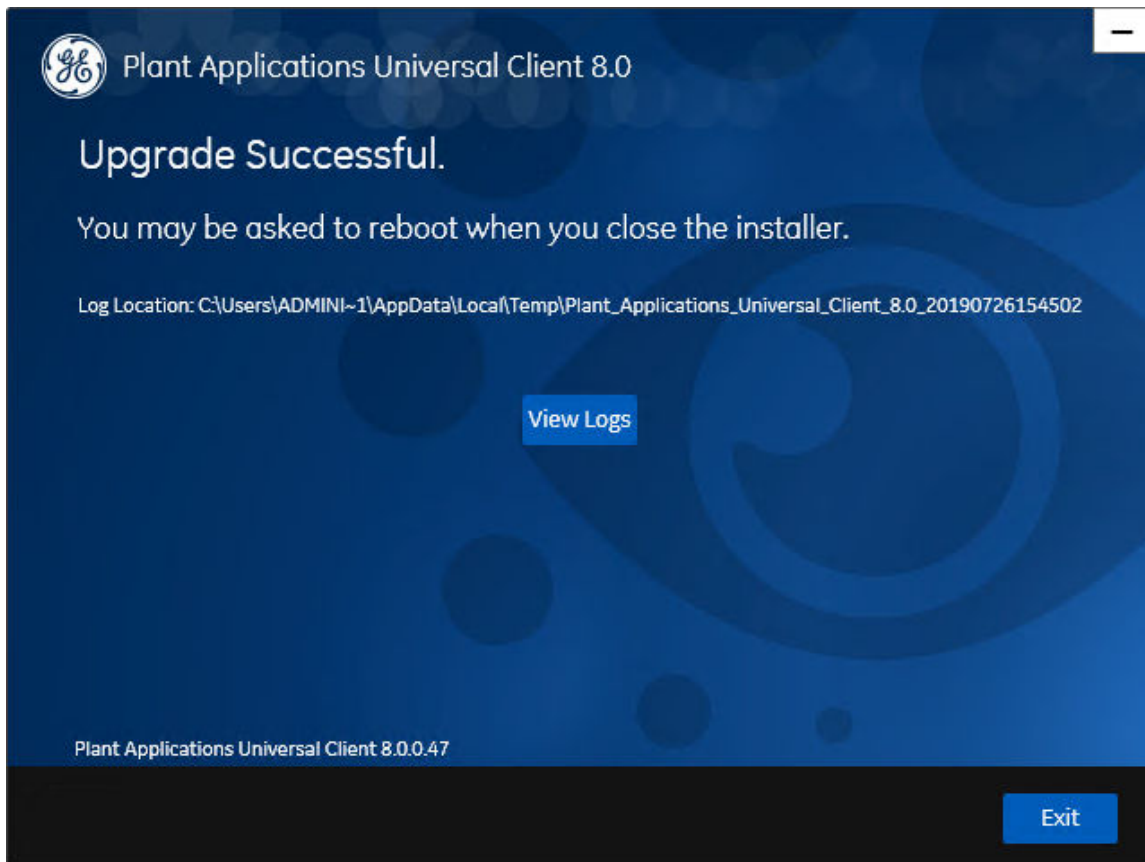 GE Plant Applications Universal Client 8.0
Upgrade Successful.
You may be asked to reboot when you close the installer.
Log Location: C:\Users\ADMINI~1\AppData\Local\Temp\Plant_Applications_Universal_Client_8.0_20190726154502
View Logs
Plant Applications Universal Client 8.0.0.47
Exit